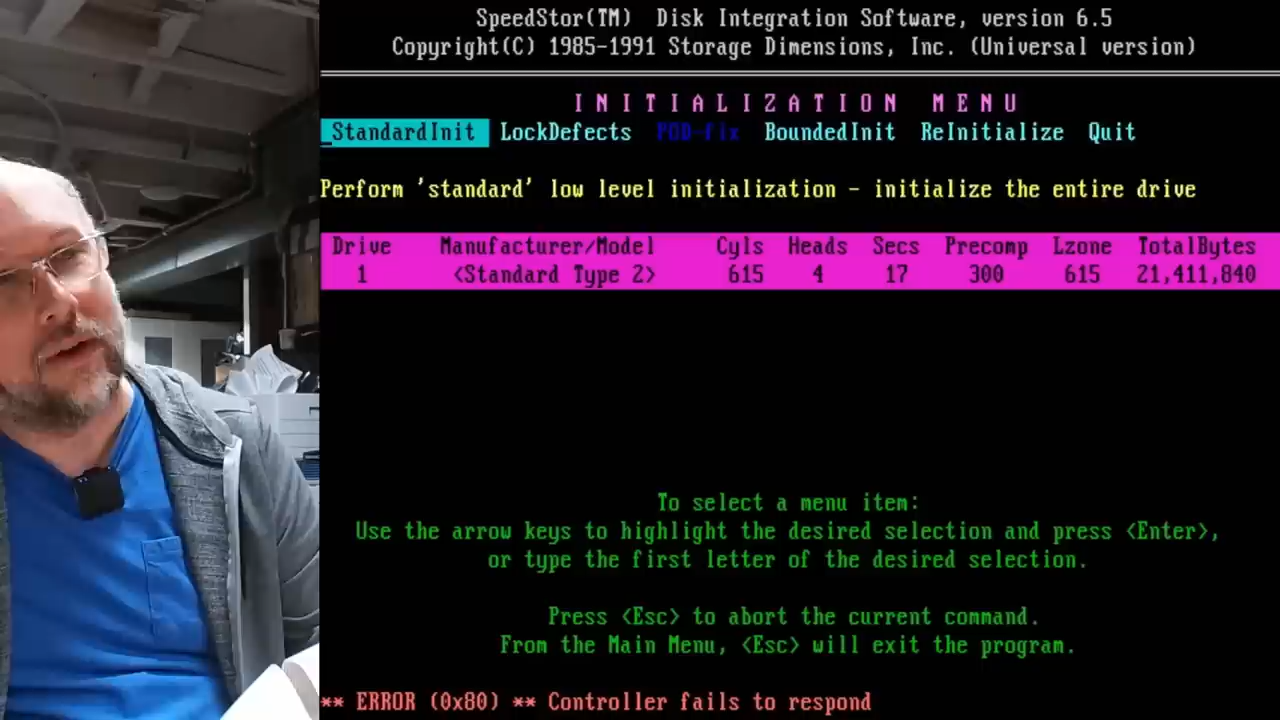 SpeedStor(TM) Disk Integration Software, version 6.5
Copyright(C) 1985-1991 Storage Dimensions, Inc. (Universal version)
INITIALIZATION MENU
StandardInit LockDefects POD-fix BoundedInit ReInitialize Quit
Perform 'standard' low level initialization - initialize the entire drive
Drive Manufacturer/Model Cyls Heads Secs Precomp Lzone TotalBytes
1 <Standard Type 2> 615 4 17 300 615 21,411,840
To select a menu item:
Use the arrow keys to highlight the desired selection and press <Enter>,
or type the first letter of the desired selection.
Press <Esc> to abort the current command.
From the Main Menu, <Esc> will exit the program.
** ERROR (0x80) ** Controller fails to respond